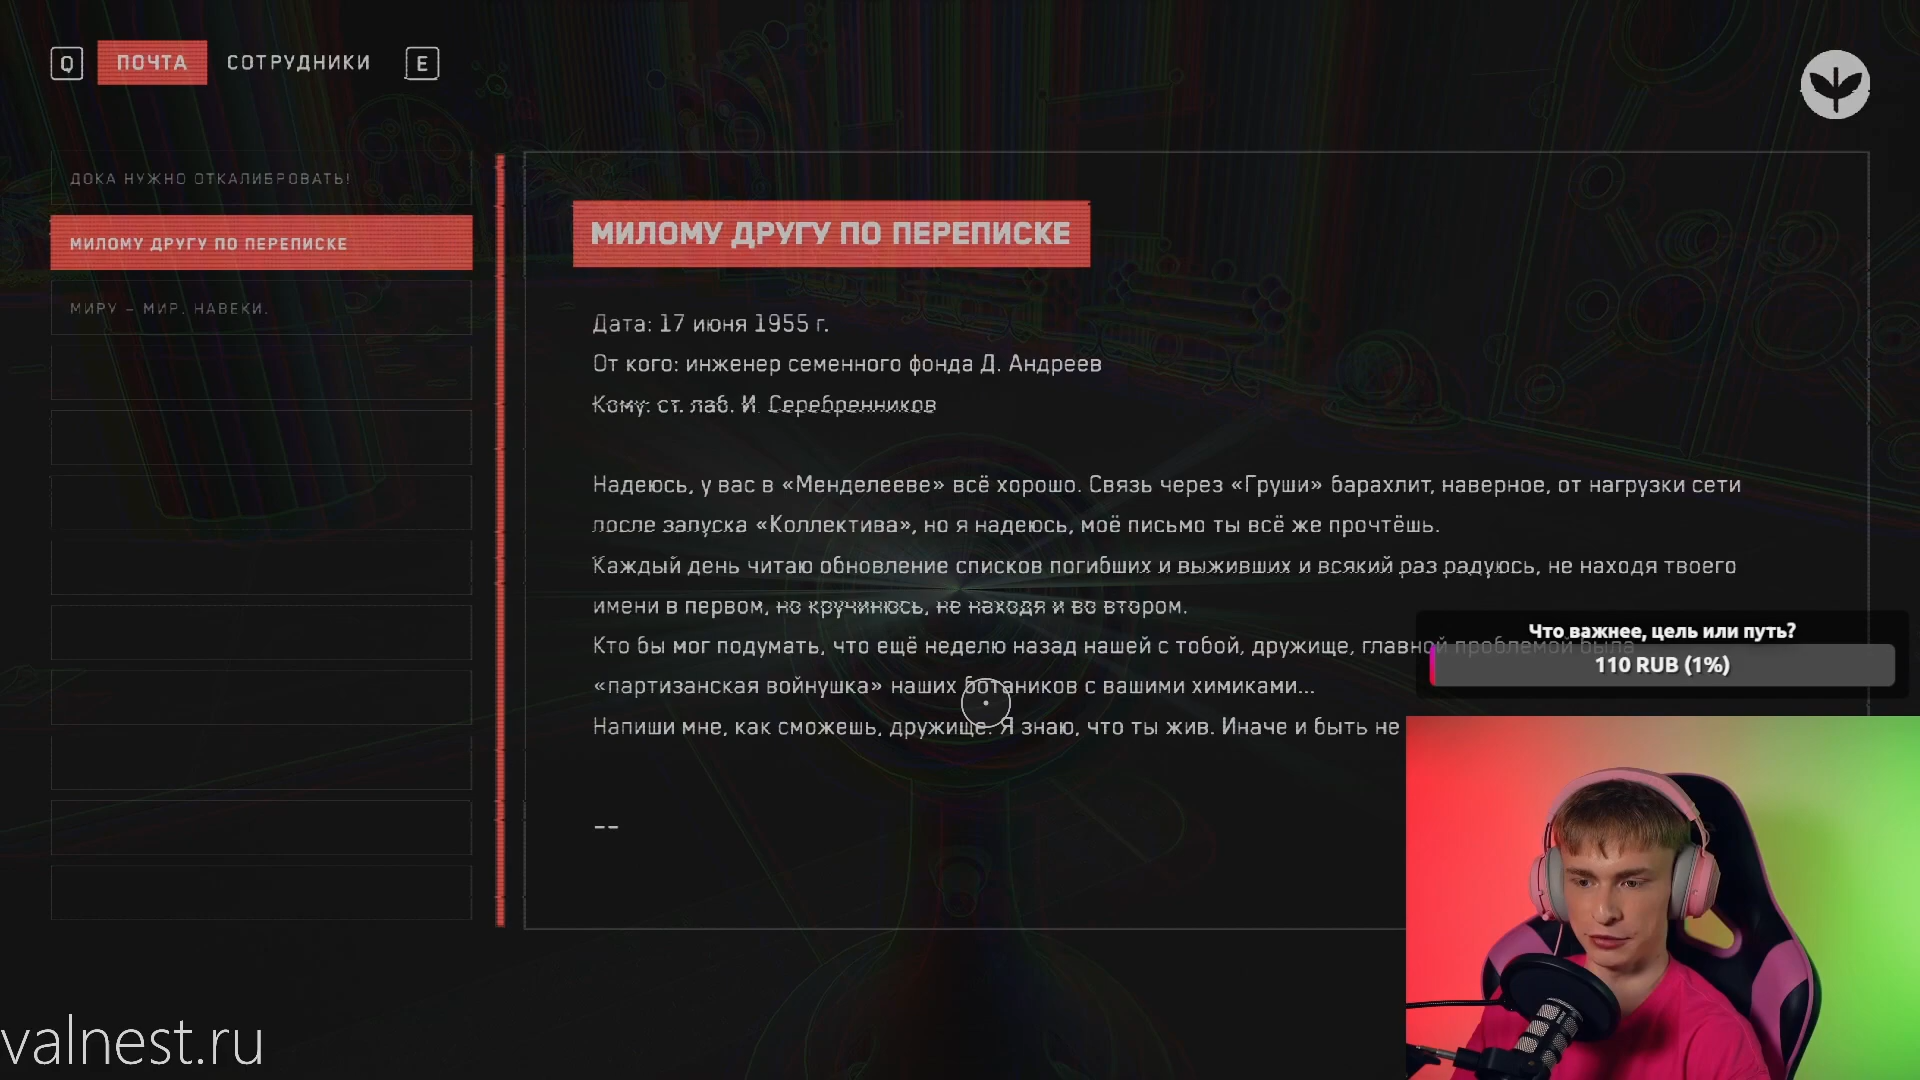 Q ПОЧТА СОТРУДНИКИ E
ДОКА НУЖНО ОТКАЛИБРОВАТЬ!
МИЛОМУ ДРУГУ ПО ПЕРЕПИСКЕ
МИРУ – МИР. НАВЕКИ.
МИЛОМУ ДРУГУ ПО ПЕРЕПИСКЕ
Дата: 17 июня 1955 г.
От кого: инженер семенного фонда Д. Андреев
Кому: ст. лаб. И. Серебренников
Надеюсь, у вас в «Менделееве» всё хорошо. Связь через «Груши» барахлит, наверное, от нагрузки сети
после запуска «Коллектива», но я надеюсь, моё письмо ты всё же прочтёшь.
Каждый день читаю обновление списков погибших и выживших и всякий раз радуюсь, не находя твоего
имени в первом, но кручинюсь, не находя и во втором.
Кто бы мог подумать, что ещё неделю назад нашей с тобой, дружище, главной проблемой была
«партизанская войнушка» наших ботаников с вашими химиками...
Напиши мне, как сможешь, дружище. Я знаю, что ты жив. Иначе и быть не
--
Что важнее, цель или путь?
110 RUB (1%)
valnest.ru